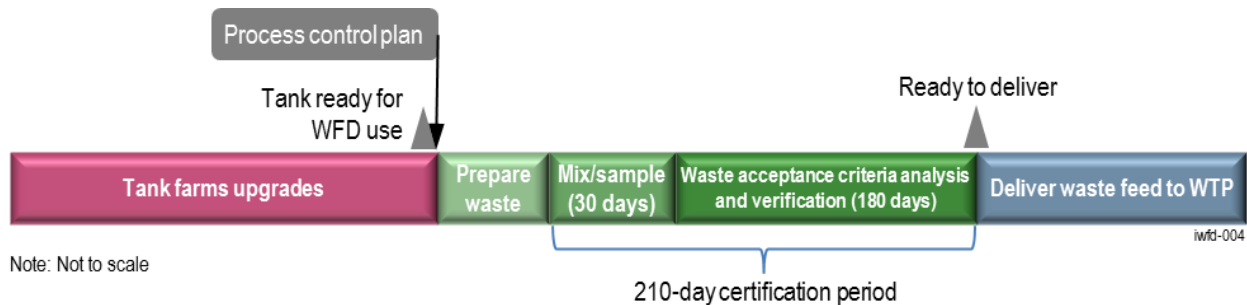 Process control plan
Tank ready for
WFD use
Ready to deliver
Tank farms upgrades
Prepare
waste
Mix/sample
(30 days)
Waste acceptance criteria analysis
and verification (180 days)
Deliver waste feed to WTP
iwfd-004
Note: Not to scale
210-day certification period